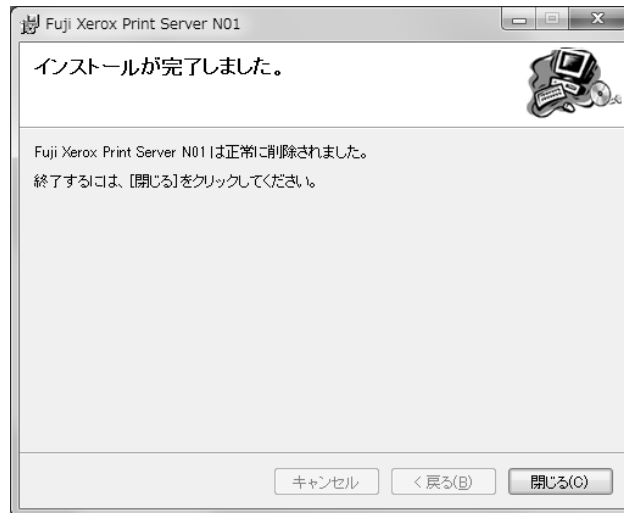 Fuji Xerox Print Server N01
インストールが完了しました。
Fuji Xerox Print Server N01は正常に削除されました。
終了するには、[閉じる]をクリックしてください。
キャンセル
< 戻る(B)
閉じる(C)